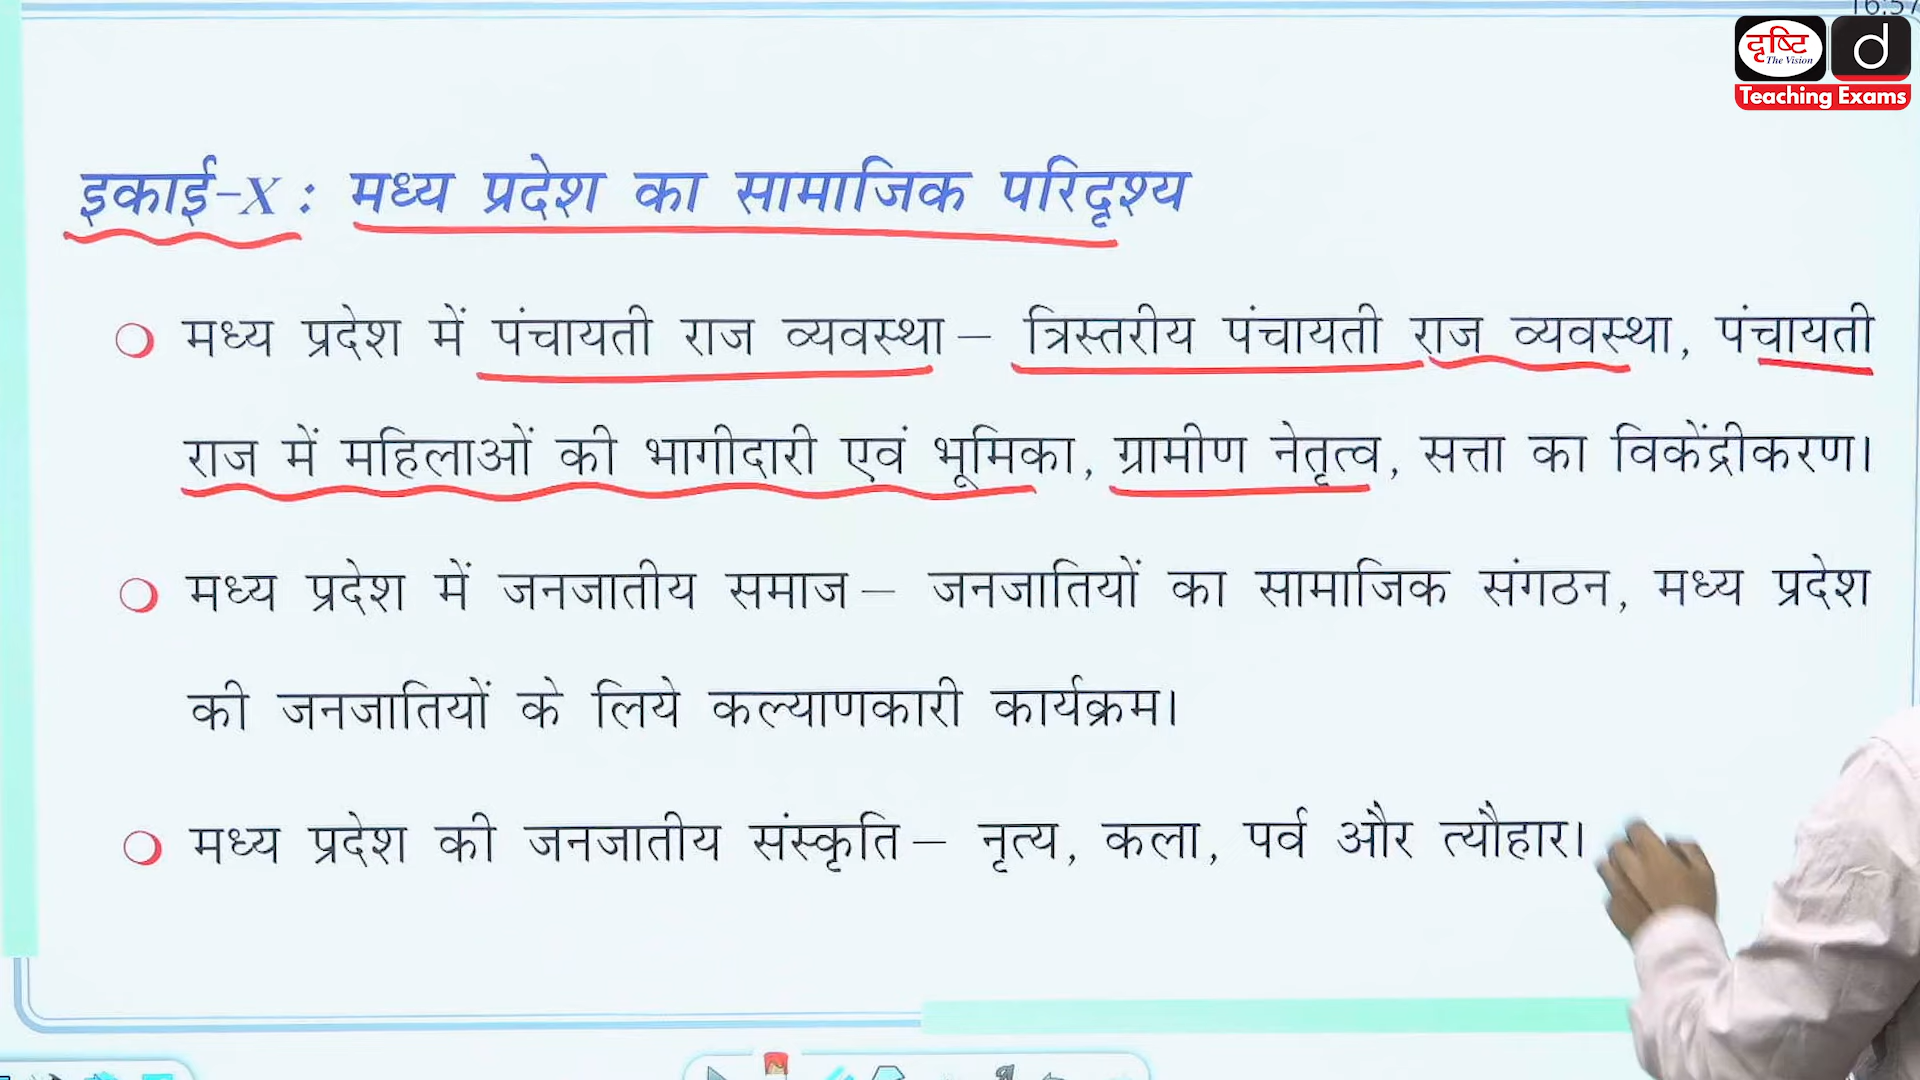 16:57
दृष्टि
The Vision
d
Teaching Exams
इकाई-X : मध्य प्रदेश का सामाजिक परिदृश्य
मध्य प्रदेश में पंचायती राज व्यवस्था– त्रिस्तरीय पंचायती राज व्यवस्था, पंचायती
राज में महिलाओं की भागीदारी एवं भूमिका, ग्रामीण नेतृत्व, सत्ता का विकेंद्रीकरण।
मध्य प्रदेश में जनजातीय समाज– जनजातियों का सामाजिक संगठन, मध्य प्रदेश
की जनजातियों के लिये कल्याणकारी कार्यक्रम।
मध्य प्रदेश की जनजातीय संस्कृति– नृत्य, कला, पर्व और त्यौहार।